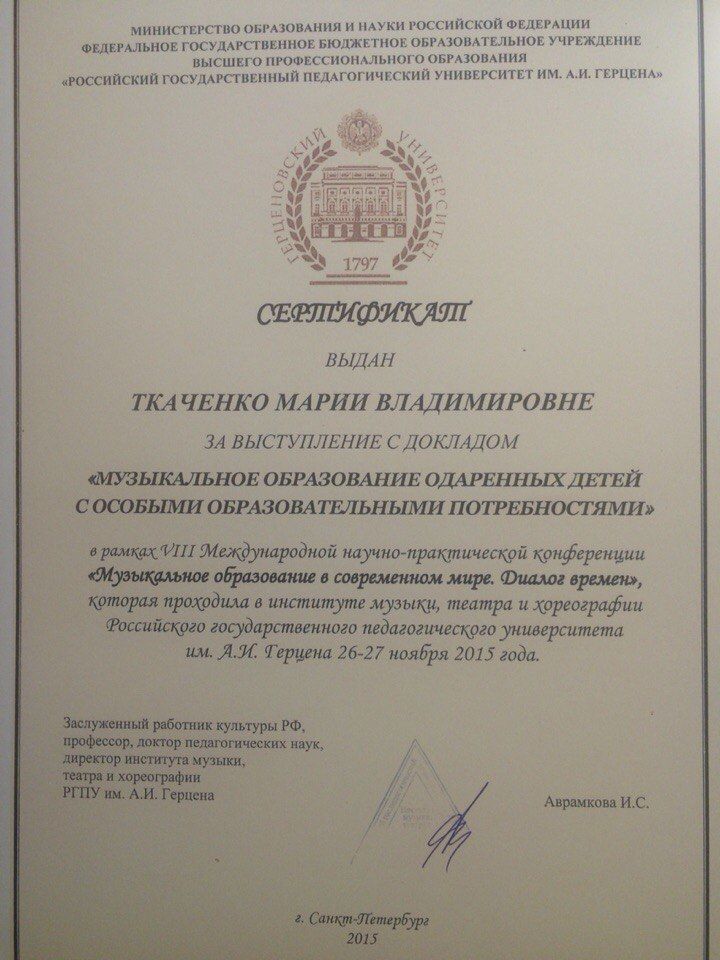 МИНИСТЕРСТВО ОБРАЗОВАНИЯ И НАУКИ РОССИЙСКОЙ ФЕДЕРАЦИИ
ФЕДЕРАЛЬНОЕ ГОСУДАРСТВЕННОЕ БЮДЖЕТНОЕ ОБРАЗОВАТЕЛЬНОЕ УЧРЕЖДЕНИЕ
ВЫСШЕГО ПРОФЕССИОНАЛЬНОГО ОБРАЗОВАНИЯ
«РОССИЙСКИЙ ГОСУДАРСТВЕННЫЙ ПЕДАГОГИЧЕСКИЙ УНИВЕРСИТЕТ ИМ. А.И. ГЕРЦЕНА»
ГЕРЦЕНОВСКИЙ УНИВЕРСИТЕТ
1797
СЕРТИФИКАТ
ВЫДАН
ТКАЧЕНКО МАРИИ ВЛАДИМИРОВНЕ
ЗА ВЫСТУПЛЕНИЕ С ДОКЛАДОМ
«МУЗЫКАЛЬНОЕ ОБРАЗОВАНИЕ ОДАРЕННЫХ ДЕТЕЙ
С ОСОБЫМИ ОБРАЗОВАТЕЛЬНЫМИ ПОТРЕБНОСТЯМИ»
в рамках VIII Международной научно-практической конференции
«Музыкальное образование в современном мире. Диалог времен»,
которая проходила в институте музыки, театра и хореографии
Российского государственного педагогического университета
им. А.И. Герцена 26-27 ноября 2015 года.
Заслуженный работник культуры РФ,
профессор, доктор педагогических наук,
директор института музыки,
театра и хореографии
РГПУ им. А.И. Герцена
Аврамкова И.С.
г. Санкт-Петербург
2015